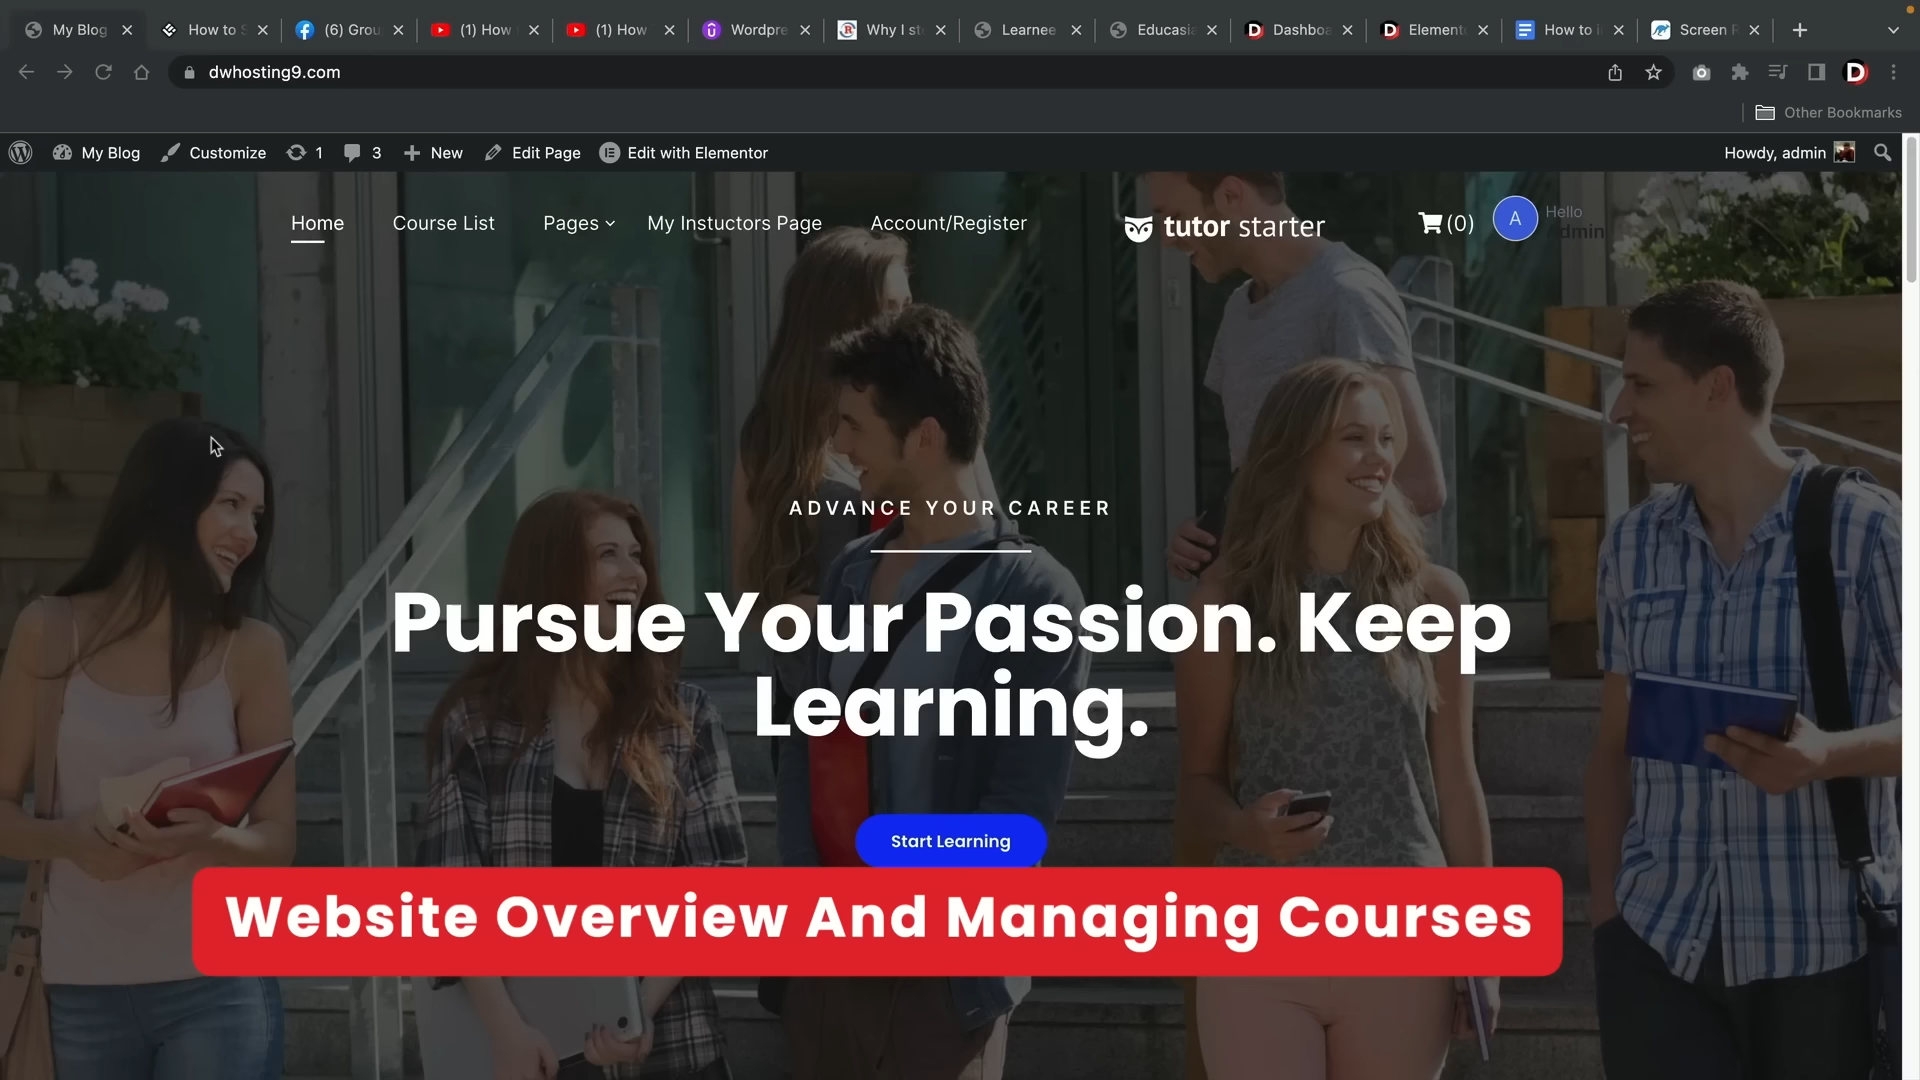 My Blog
How to S
(6) Grou
(1) How
(1) How
Wordpre
Why I st
Learnee
Educasia
Dashboa
Element
How to i
Screen R
dwhosting9.com
Other Bookmarks
My Blog
Customize
1
3
New
Edit Page
Edit with Elementor
Howdy, admin
Home
Course List
Pages
My Instuctors Page
Account/Register
tutor starter
(0)
A
Hello
admin
ADVANCE YOUR CAREER
Pursue Your Passion. Keep
Learning.
Start Learning
Website Overview And Managing Courses